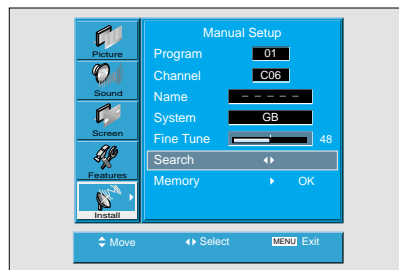 Picture
Sound
Screen
Features
Install
Manual Setup
Program 01
Channel C06
Name – – – – –
System GB
Fine Tune 48
Search
Memory OK
Move Select MENU Exit